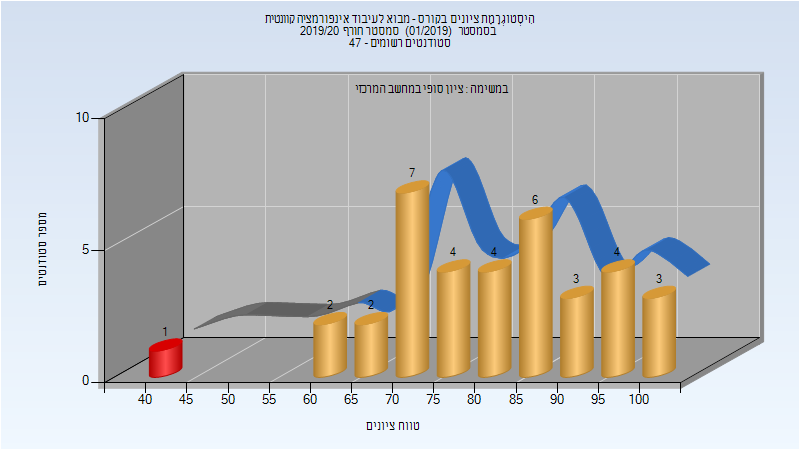 הִיסְטוֹגְרָמַת ציונים בקורס - מבוא לעיבוד אינפורמציה קוונטית
בסמסטר (01/2019) סמסטר חורף 2019/20
סטודנטים רשומים - 47
במשימה : ציון סופי במחשב המרכזי
10
5
0
מספר סטודנטים
1
2
2
7
4
4
6
3
4
3
40 45 50 55 60 65 70 75 80 85 90 95 100
טווח ציונים